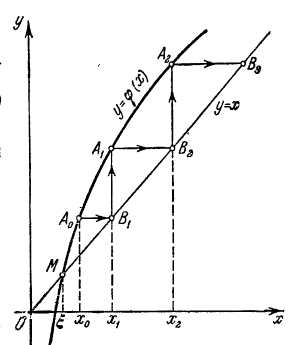 y
A₂
B₃
y=φ(x)
y=x
A₁
B₂
A₀
B₁
M
O
ξ
x₀
x₁
x₂
x